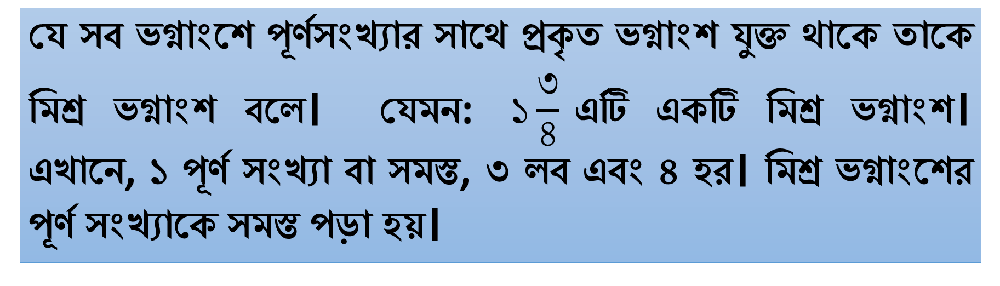 যে সব ভগ্নাংশে পূর্ণসংখ্যার সাথে প্রকৃত ভগ্নাংশ যুক্ত থাকে তাকে
মিশ্র ভগ্নাংশ বলে। যেমন: ১ ৩/৪ এটি একটি মিশ্র ভগ্নাংশ।
এখানে, ১ পূর্ণ সংখ্যা বা সমস্ত, ৩ লব এবং ৪ হর। মিশ্র ভগ্নাংশের
পূর্ণ সংখ্যাকে সমস্ত পড়া হয়।